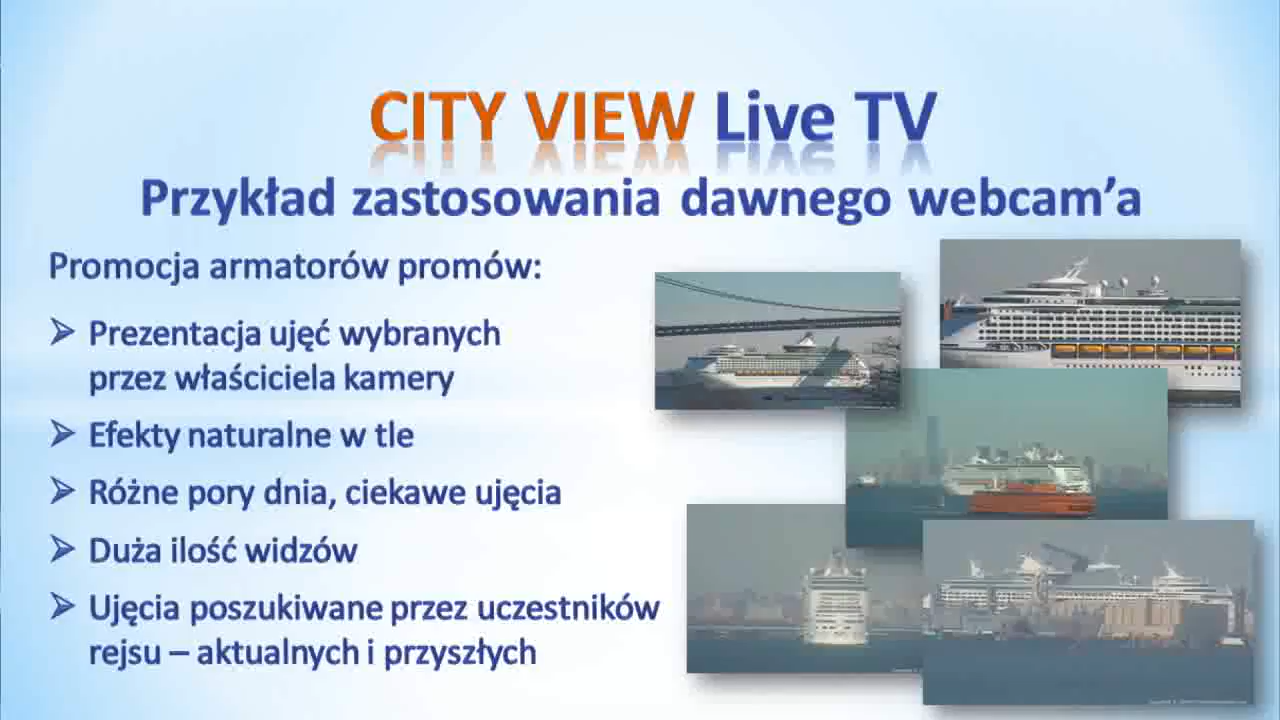 CITY VIEW Live TV
Przykład zastosowania dawnego webcam’a
Promocja armatorów promów:
➢ Prezentacja ujęć wybranych
przez właściciela kamery
➢ Efekty naturalne w tle
➢ Różne pory dnia, ciekawe ujęcia
➢ Duża ilość widzów
➢ Ujęcia poszukiwane przez uczestników
rejsu – aktualnych i przyszłych